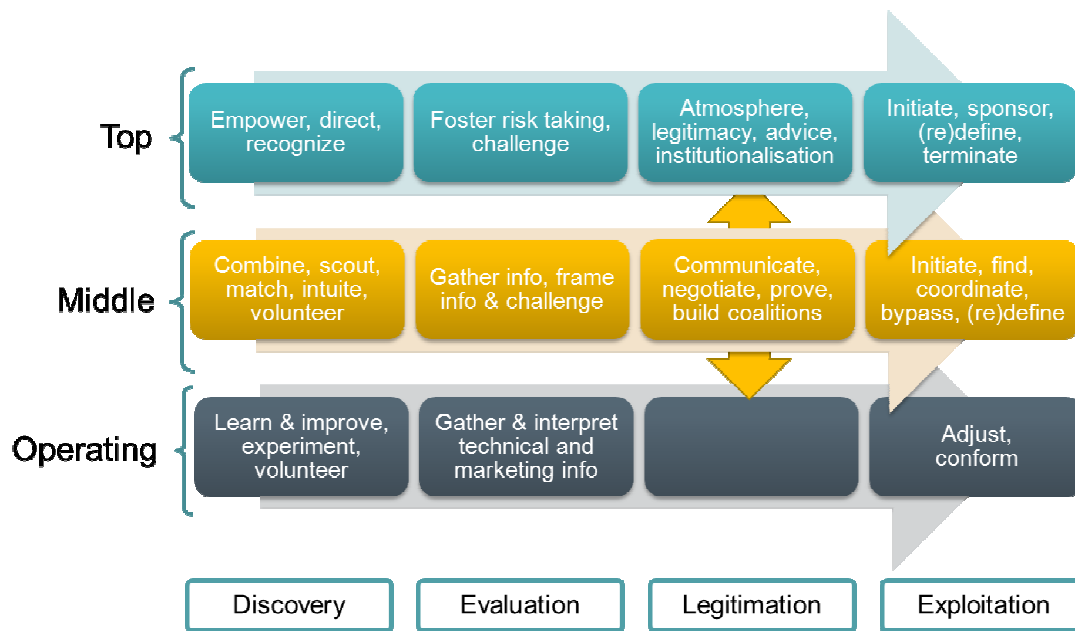 Top
Empower, direct,
recognize
Foster risk taking,
challenge
Atmosphere,
legitimacy, advice,
institutionalisation
Initiate, sponsor,
(re)define,
terminate
Middle
Combine, scout,
match, intuite,
volunteer
Gather info, frame
info & challenge
Communicate,
negotiate, prove,
build coalitions
Initiate, find,
coordinate,
bypass, (re)define
Operating
Learn & improve,
experiment,
volunteer
Gather & interpret
technical and
marketing info
Adjust,
conform
Discovery
Evaluation
Legitimation
Exploitation